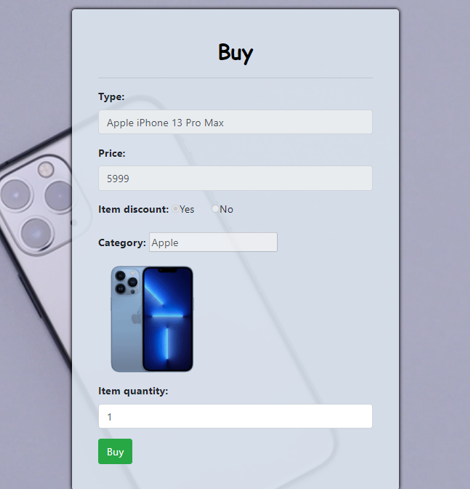 Buy
Type:
Apple iPhone 13 Pro Max
Price:
5999
Item discount: Yes No
Category: Apple
Item quantity:
1
Buy